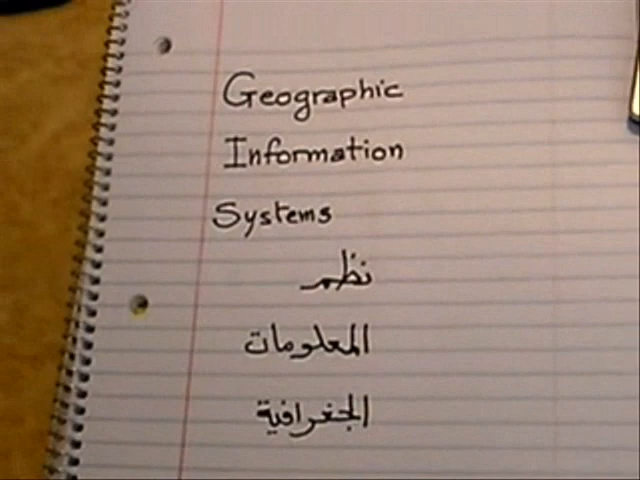 Geographic
Information
Systems
نظم
المعلومات
الجغرافية